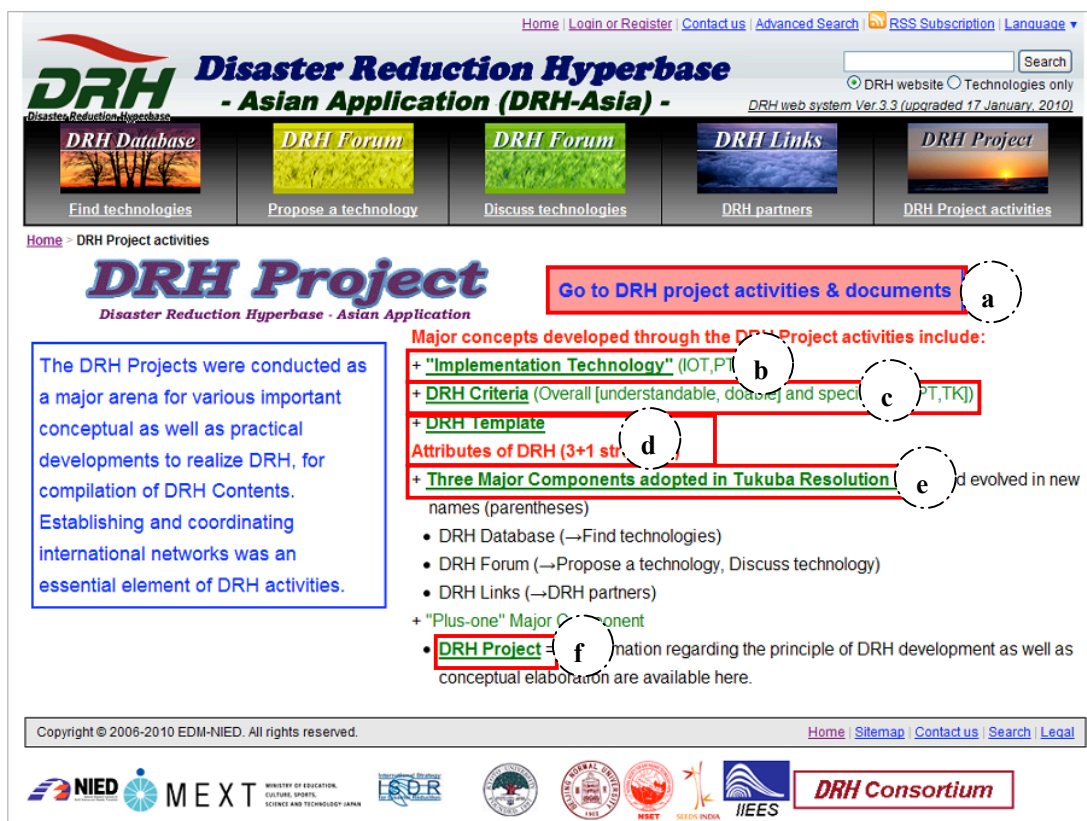 Home | Login or Register | Contact us | Advanced Search | RSS Subscription | Language ▾
DRH
Disaster Reduction Hyperbase
Disaster Reduction Hyperbase
- Asian Application (DRH-Asia) -
Search
DRH website Technologies only
DRH web system Ver.3.3 (upgraded 17 January, 2010)
DRH Database
DRH Forum
DRH Forum
DRH Links
DRH Project
Find technologies
Propose a technology
Discuss technologies
DRH partners
DRH Project activities
Home > DRH Project activities
DRH Project
Disaster Reduction Hyperbase - Asian Application
Go to DRH project activities & documents
a
The DRH Projects were conducted as
a major arena for various important
conceptual as well as practical
developments to realize DRH, for
compilation of DRH Contents.
Establishing and coordinating
international networks was an
essential element of DRH activities.
Major concepts developed through the DRH Project activities include:
+ "Implementation Technology" (IOT,PT
b
+ DRH Criteria (Overall [understandable, doable] and speci PT,TK])
c
+ DRH Template
Attributes of DRH (3+1 str
d
+ Three Major Components adopted in Tukuba Resolution d evolved in new
e
names (parentheses)
• DRH Database (→Find technologies)
• DRH Forum (→Propose a technology, Discuss technology)
• DRH Links (→DRH partners)
+ "Plus-one" Major Component
• DRH Project = mation regarding the principle of DRH development as well as
f
conceptual elaboration are available here.
Copyright © 2006-2010 EDM-NIED. All rights reserved.
Home | Sitemap | Contact us | Search | Legal
NIED
MEXT
MINISTRY OF EDUCATION,
CULTURE, SPORTS,
SCIENCE AND TECHNOLOGY-JAPAN
International Strategy
ISDR
for Disaster Reduction
NSET
SEEDS INDIA
IIEES
DRH Consortium